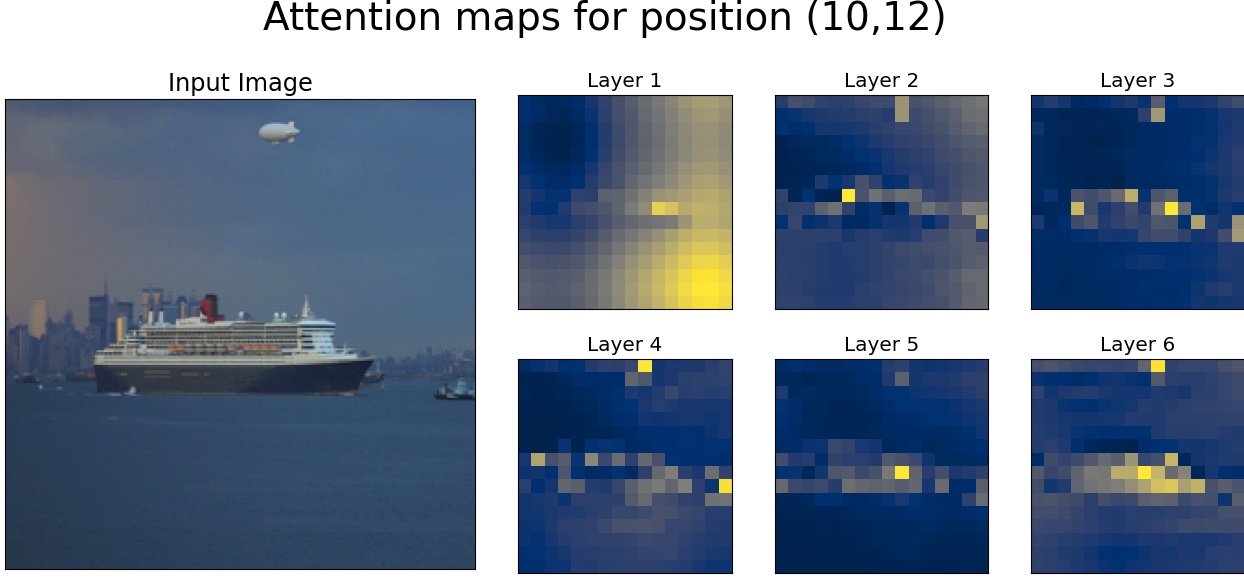 Attention maps for position (10,12)
Input Image
Layer 1
Layer 2
Layer 3
Layer 4
Layer 5
Layer 6